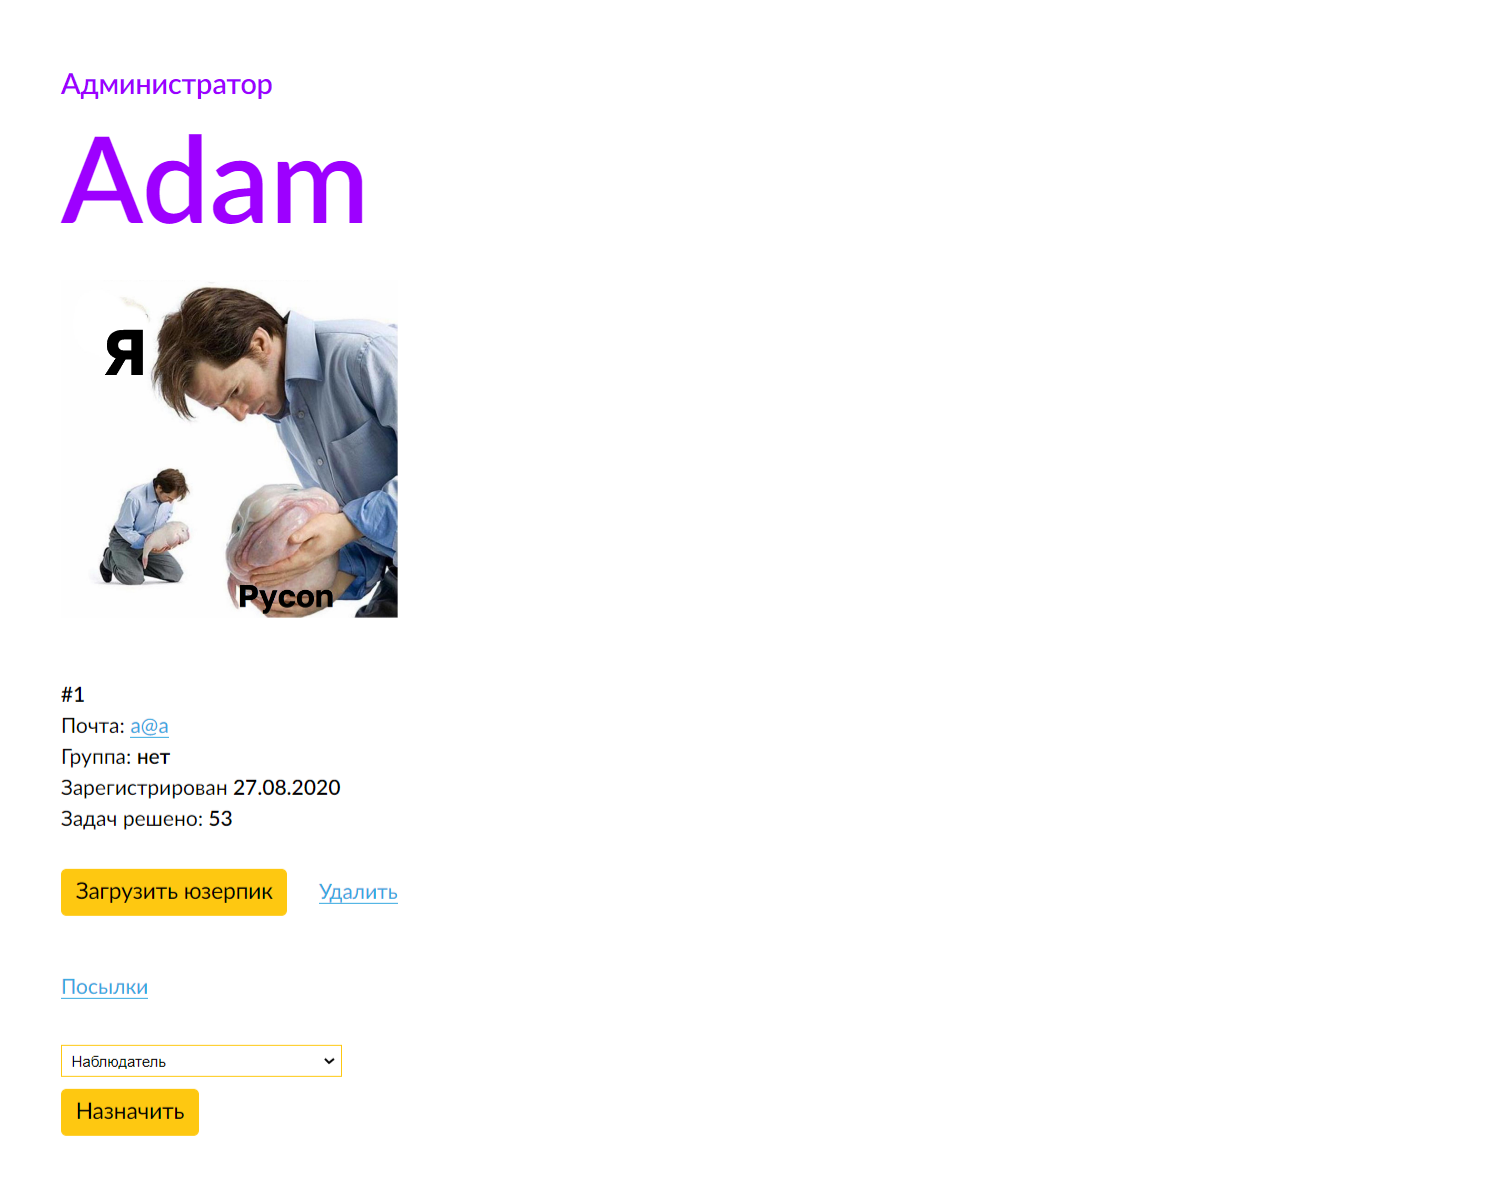 Администратор
Adam
Я
Pycon
#1
Почта: a@a
Группа: нет
Зарегистрирован 27.08.2020
Задач решено: 53
Загрузить юзерпик
Удалить
Посылки
Наблюдатель
Назначить